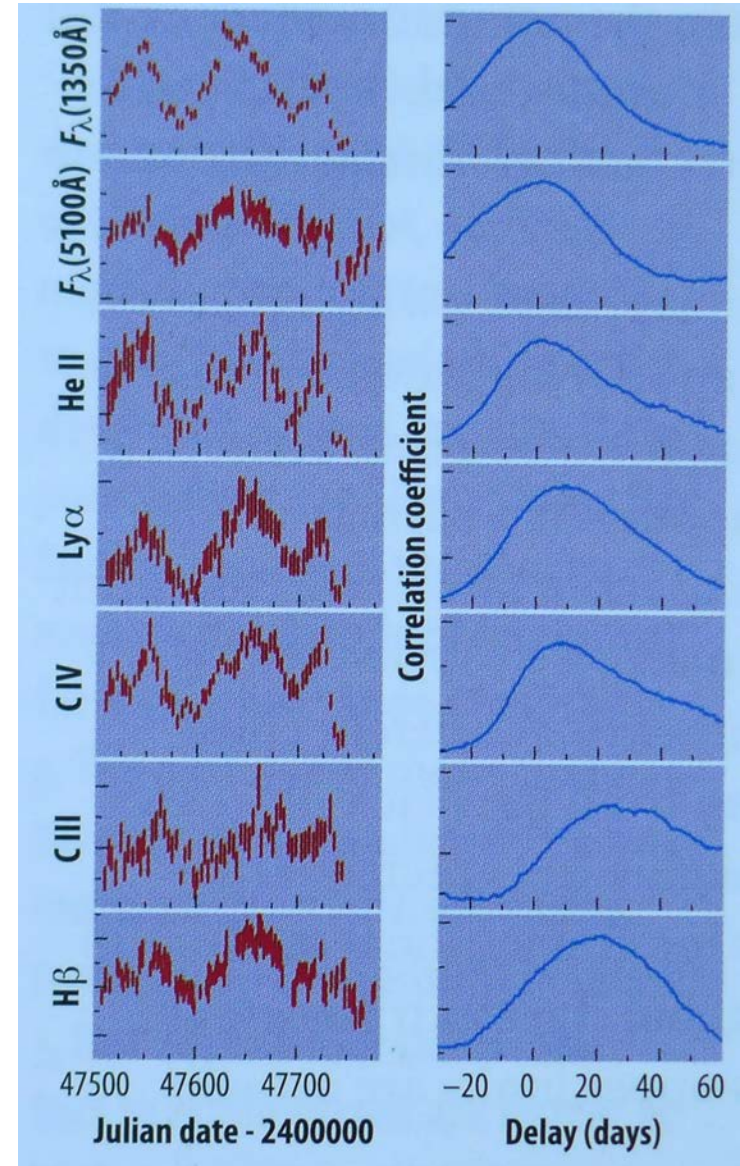 Fλ(1350Å)
Fλ(5100Å)
He II
Ly α
C IV
C III
Hβ
47500 47600 47700
Julian date - 2400000
Correlation coefficient
−20 0 20 40 60
Delay (days)